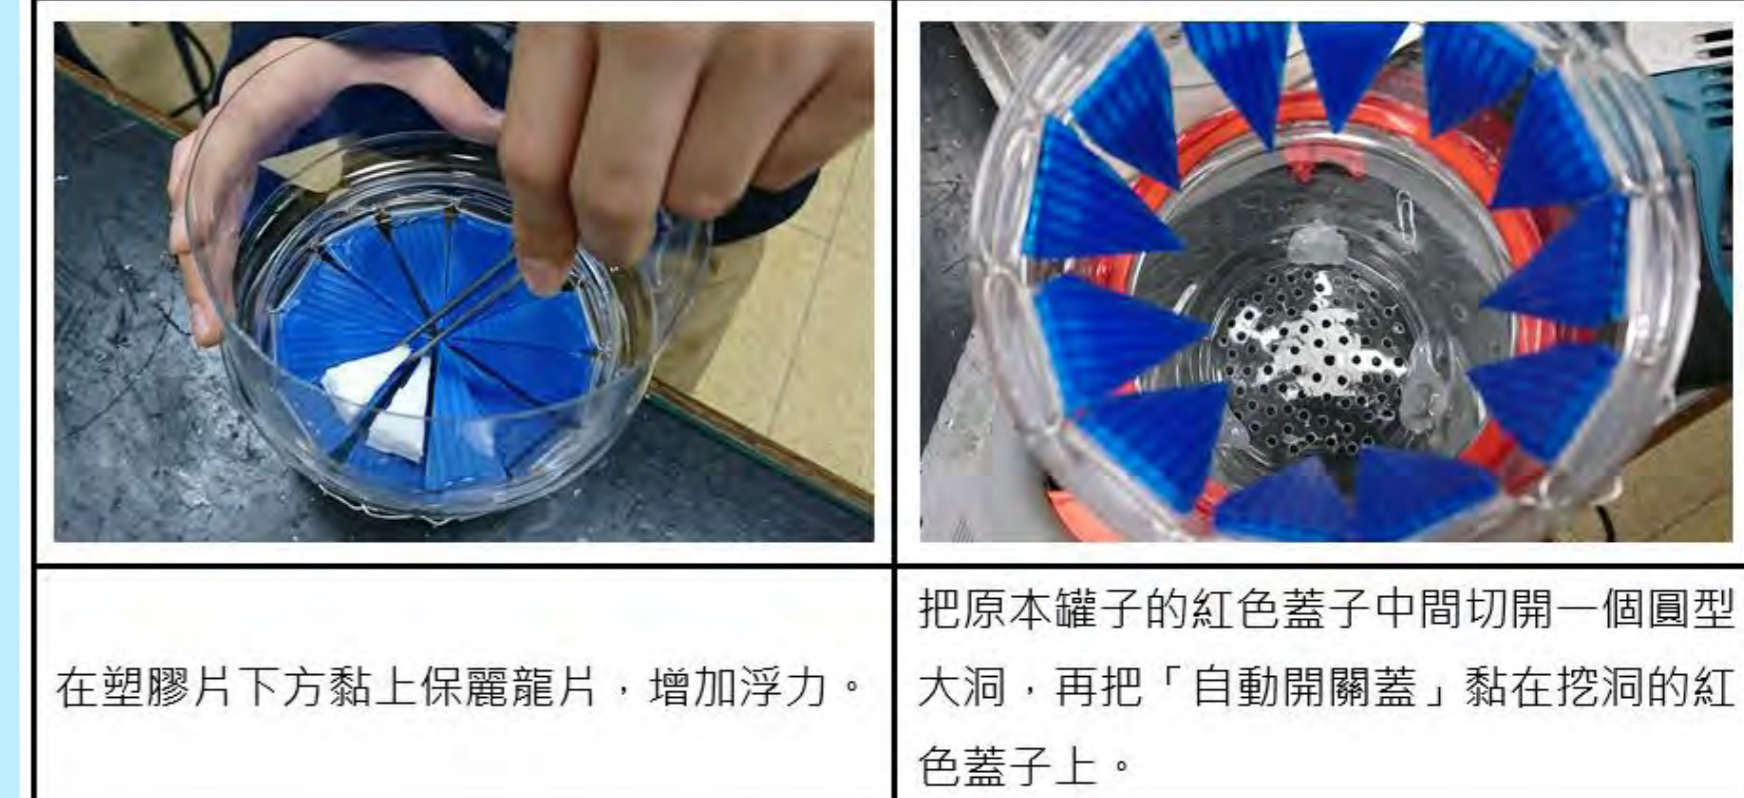 在塑膠片下方黏上保麗龍片，增加浮力。
把原本罐子的紅色蓋子中間切開一個圓型
大洞，再把「自動開關蓋」黏在挖洞的紅
色蓋子上。